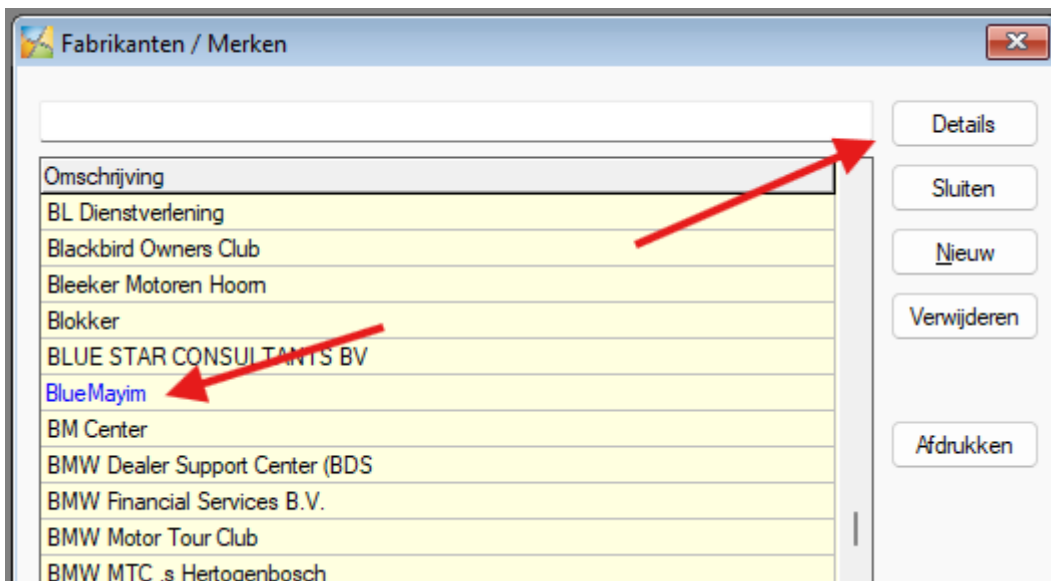 Fabrikanten / Merken
Details
Omschrijving
Sluiten
BL Dienstverlening
Blackbird Owners Club
Nieuw
Bleeker Motoren Hoorn
Blokker
Verwijderen
BLUE STAR CONSULTANTS BV
BlueMayim
BM Center
Afdrukken
BMW Dealer Support Center (BDS
BMW Financial Services B.V.
BMW Motor Tour Club
BMW MTC ,s Hertogenbosch